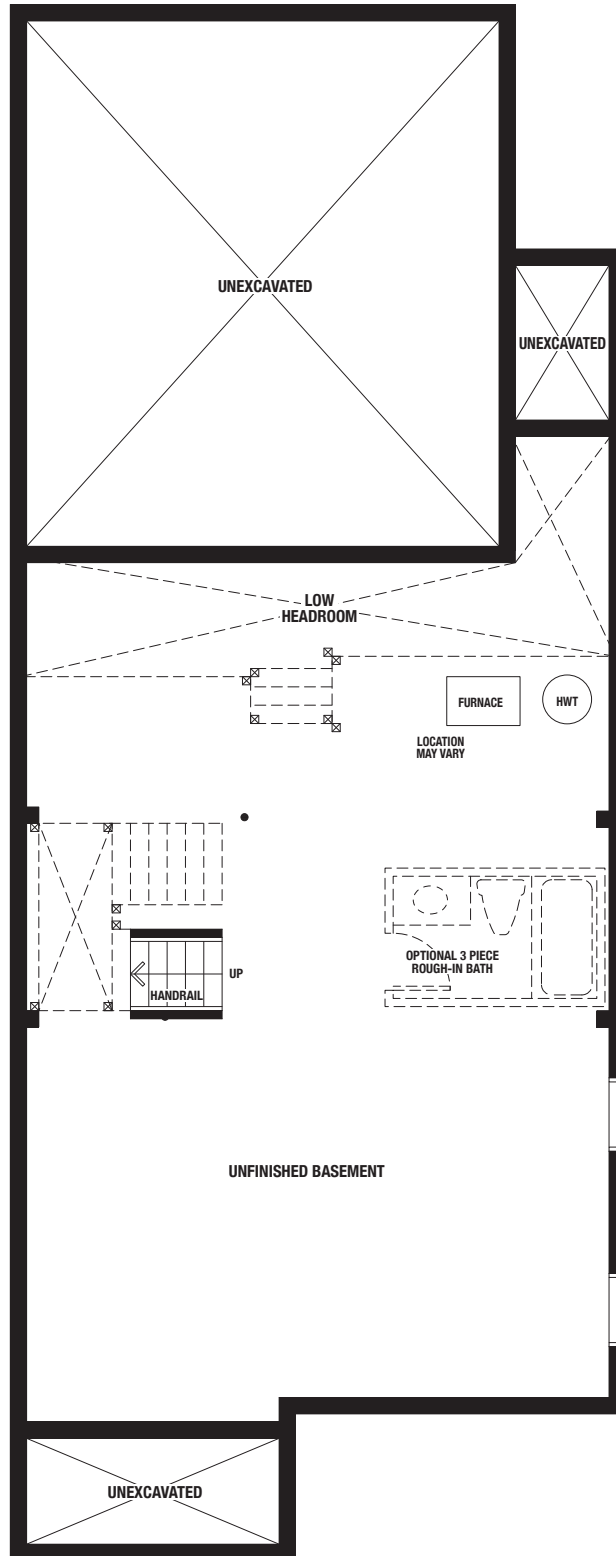 UNEXCAVATED
UNEXCAVATED
LOW
HEADROOM
FURNACE
HWT
LOCATION
MAY VARY
OPTIONAL 3 PIECE
ROUGH-IN BATH
UP
HANDRAIL
UNFINISHED BASEMENT
UNEXCAVATED